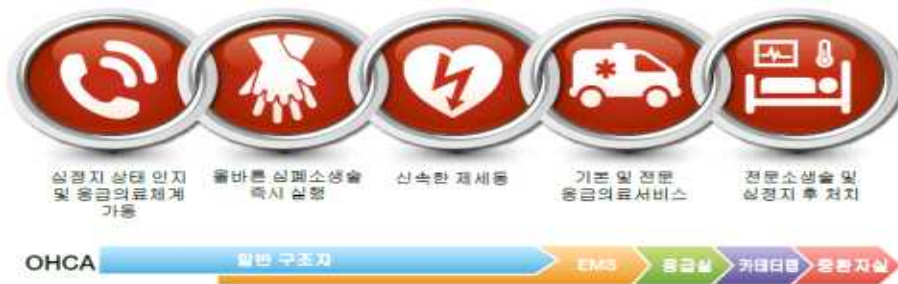 심정지 상태 인지
및 응급의료체계
가동
올바른 심폐소생술
즉시 실행
신속한 제세동
기본 및 전문
응급의료서비스
전문소생술 및
심정지 후 처치
OHCA
일반 구조자
EMS
응급실
카테터랩
중환자실